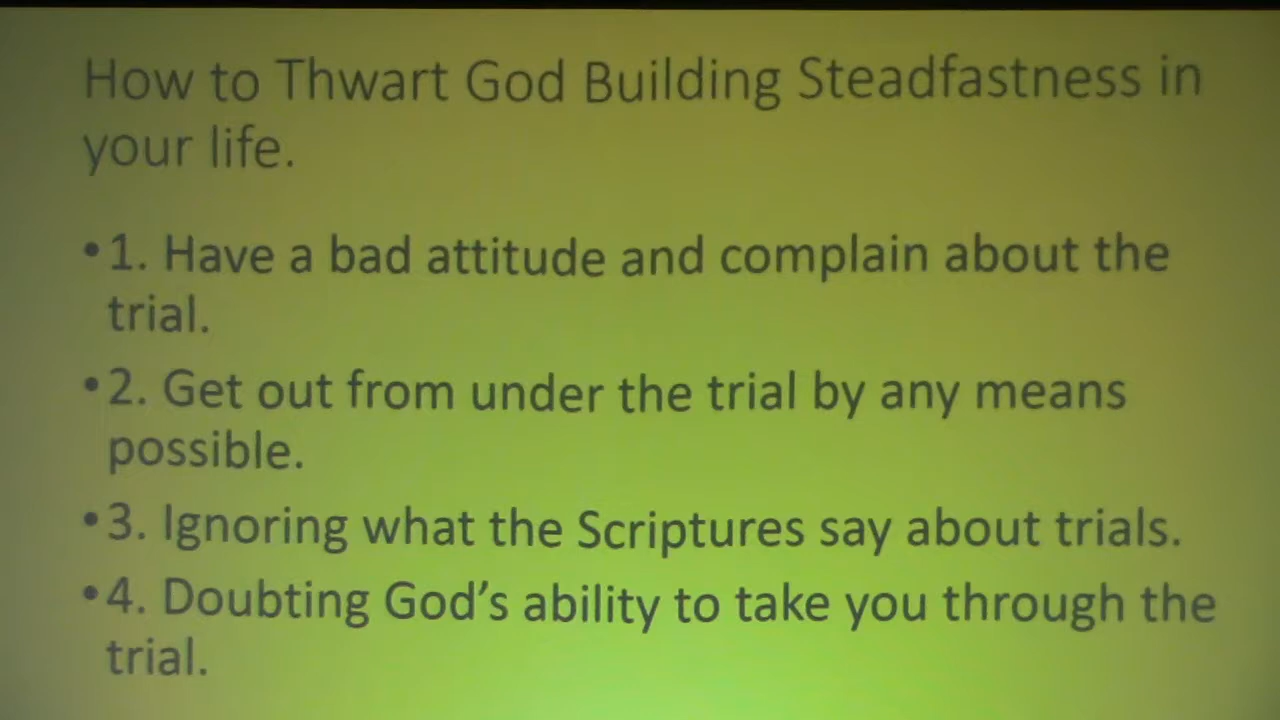 How to Thwart God Building Steadfastness in
your life.
•1. Have a bad attitude and complain about the
trial.
•2. Get out from under the trial by any means
possible.
•3. Ignoring what the Scriptures say about trials.
•4. Doubting God's ability to take you through the
trial.